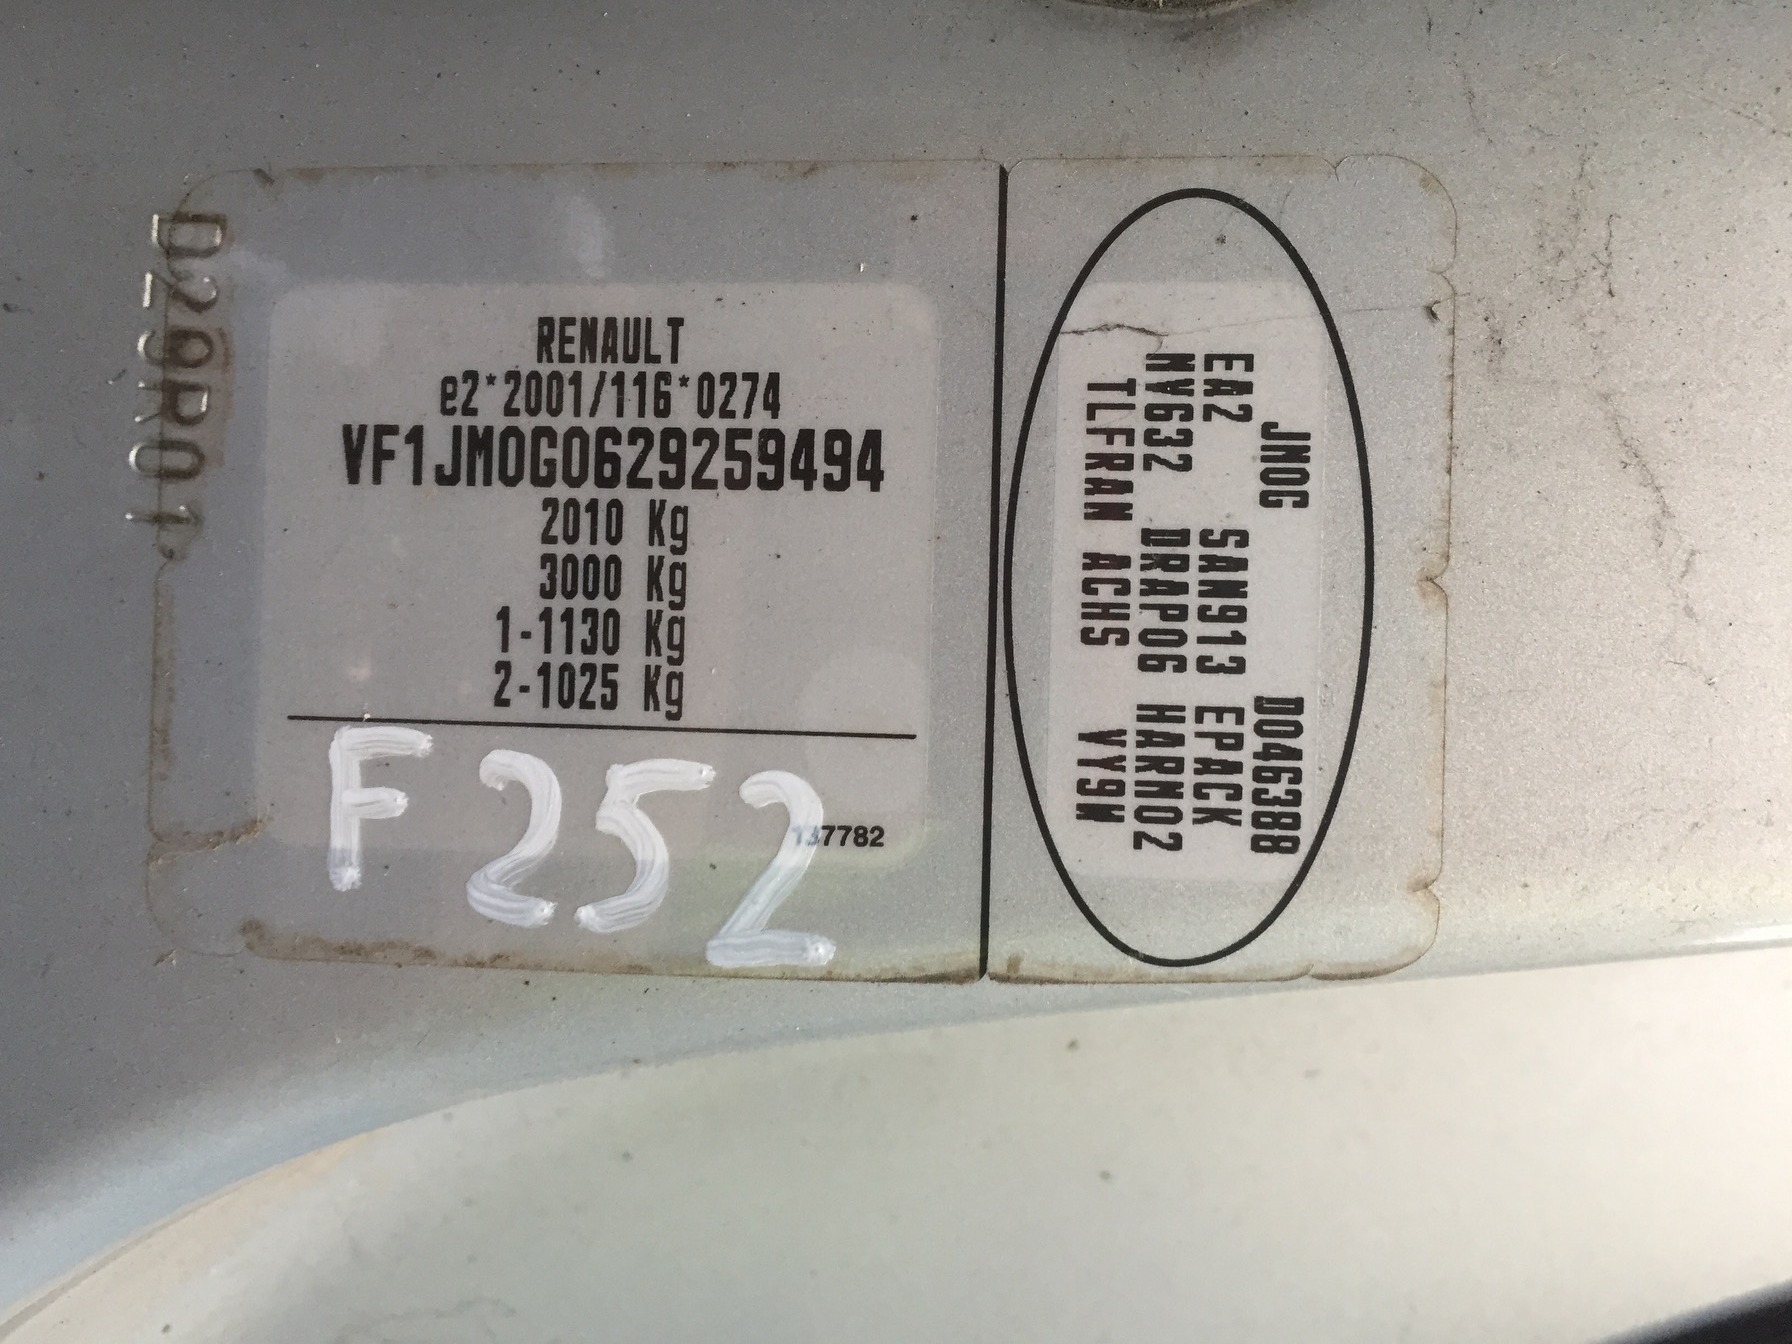 D29R01
RENAULT
e2*2001/116*0274
VF1JM0G0629259494
2010 Kg
3000 Kg
1-1130 Kg
2-1025 Kg
F252
JM0G D046388
EA2 SAN913 EPACK
NV632 DRAP06 HARN02
TLFRAN ACHS VY9W